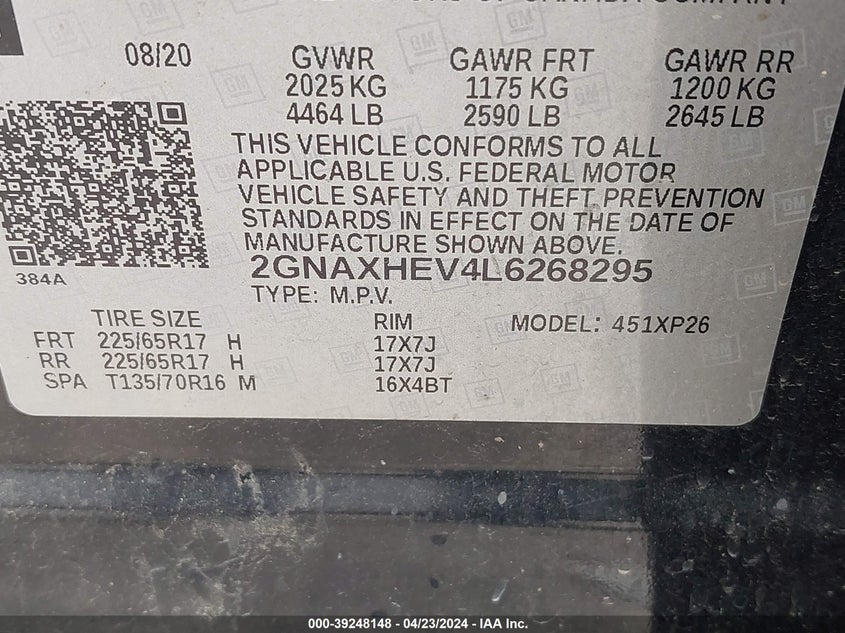 CANADA COMPANY
08/20 GVWR GAWR FRT GAWR RR
2025 KG 1175 KG 1200 KG
4464 LB 2590 LB 2645 LB
THIS VEHICLE CONFORMS TO ALL
APPLICABLE U.S. FEDERAL MOTOR
VEHICLE SAFETY AND THEFT PREVENTION
STANDARDS IN EFFECT ON THE DATE OF
MANUFACTURE SHOWN ABOVE.
384A
2GNAXHEV4L6268295
TYPE: M.P.V.
TIRE SIZE RIM MODEL: 451XP26
FRT 225/65R17 H 17X7J
RR 225/65R17 H 17X7J
SPA T135/70R16 M 16X4BT
000-39248148 - 04/23/2024 - IAA Inc.